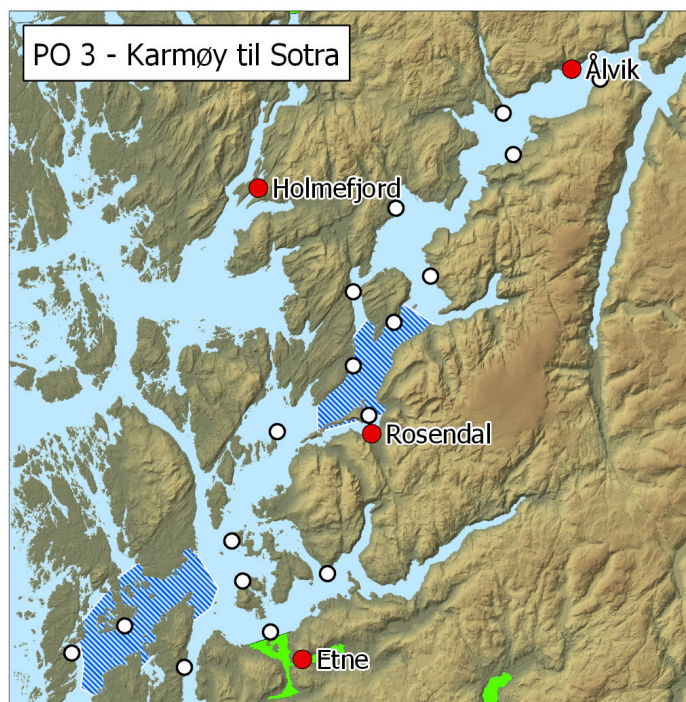 PO 3 - Karmøy til Sotra
Ålvik
Holmefjord
Rosendal
Etne